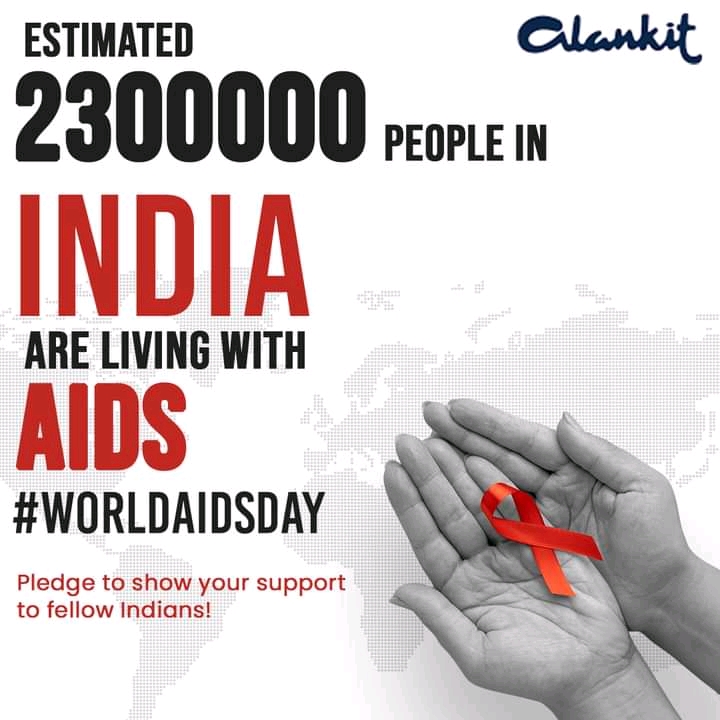 Alankit
ESTIMATED
2300000 PEOPLE IN
INDIA
ARE LIVING WITH
AIDS
#WORLDAIDSDAY
Pledge to show your support
to fellow Indians!